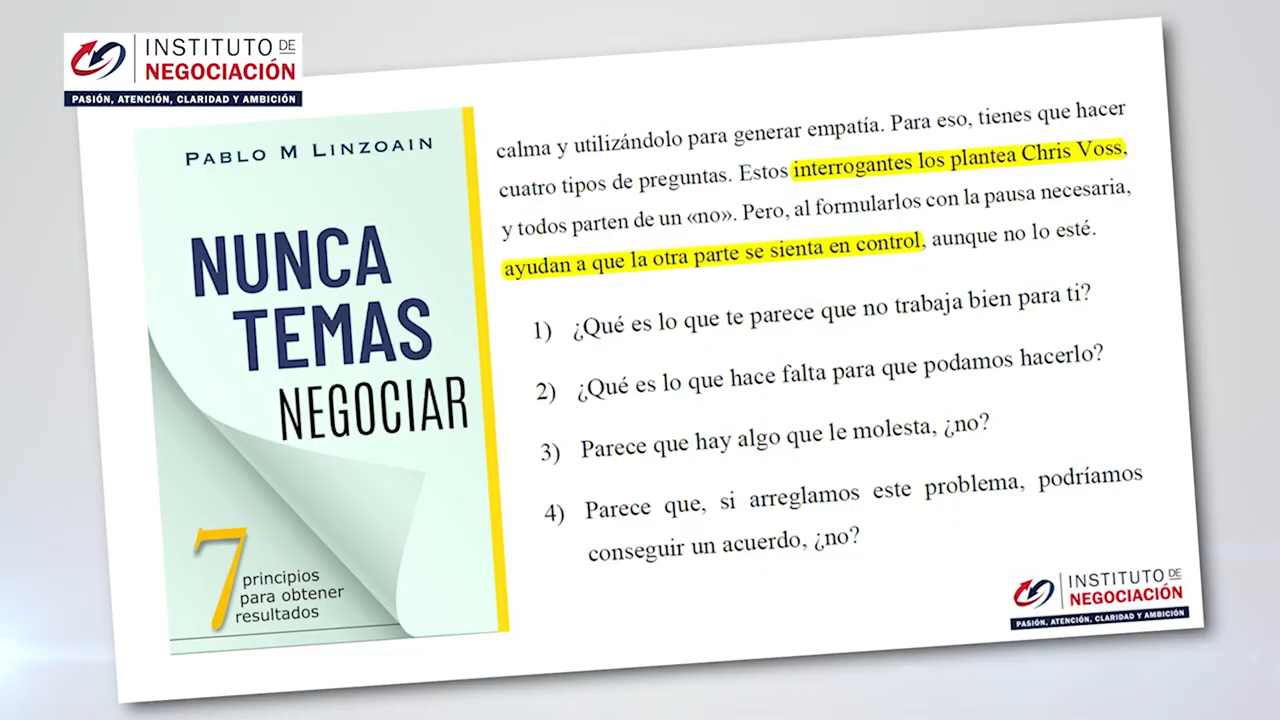 INSTITUTO DE
NEGOCIACIÓN
PASIÓN, ATENCIÓN, CLARIDAD Y AMBICIÓN
PABLO M LINZOAIN
NUNCA
TEMAS
NEGOCIAR
7
principios
para obtener
resultados
calma y utilizándolo para generar empatía. Para eso, tienes que hacer
cuatro tipos de preguntas. Estos interrogantes los plantea Chris Voss,
y todos parten de un «no». Pero, al formularlos con la pausa necesaria,
ayudan a que la otra parte se sienta en control, aunque no lo esté.
1) ¿Qué es lo que te parece que no trabaja bien para ti?
2) ¿Qué es lo que hace falta para que podamos hacerlo?
3) Parece que hay algo que le molesta, ¿no?
4) Parece que, si arreglamos este problema, podríamos
conseguir un acuerdo, ¿no?
INSTITUTO DE
NEGOCIACIÓN
PASIÓN, ATENCIÓN, CLARIDAD Y AMBICIÓN